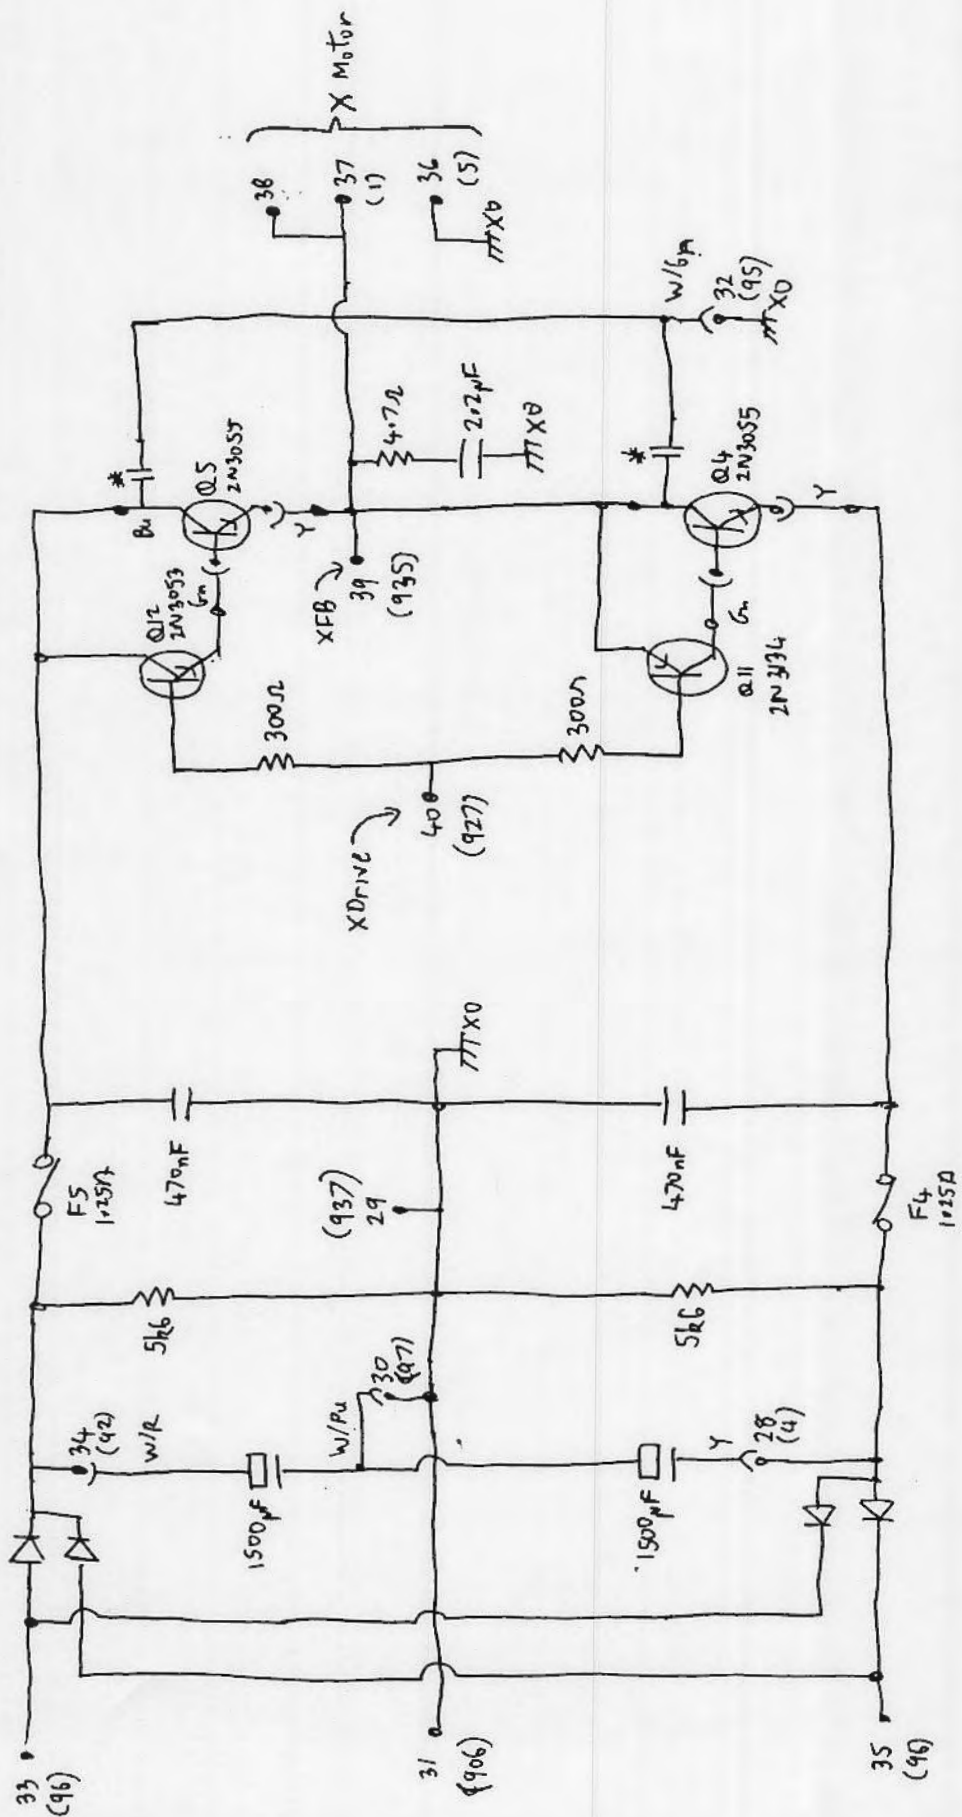 33
(96)
31
(906)
35
(96)
34
(92)
W/R
1500µF
W/Pu
30
(97)
1500µF
Y
28
(4)
5k6
5k6
F5
1.25A
(937)
29
F4
1.25A
470nF
470nF
XO
XDrive
40
(927)
300Ω
300Ω
Q12
2N3053
Gn
Bu
*
Q5
2N3055
Y
XFB
39
(935)
4.7Ω
2.2µF
XO
Q11
2N3134
Gn
*
Q4
2N3055
Y
38
37
(1)
36
(5)
XO
X Motor
W/Gn
32
(95)
XO